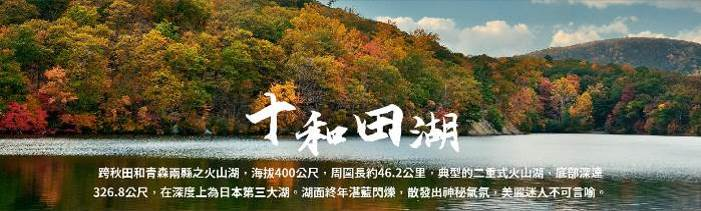 十和田湖
跨秋田和青森兩縣之火山湖，海拔400公尺，周圍長約46.2公里，典型的二重式火山湖，底部深達
326.8公尺，在深度上為日本第三大湖。湖面終年湛藍閃爍，散發出神秘氣氛，美麗迷人不可言喻。